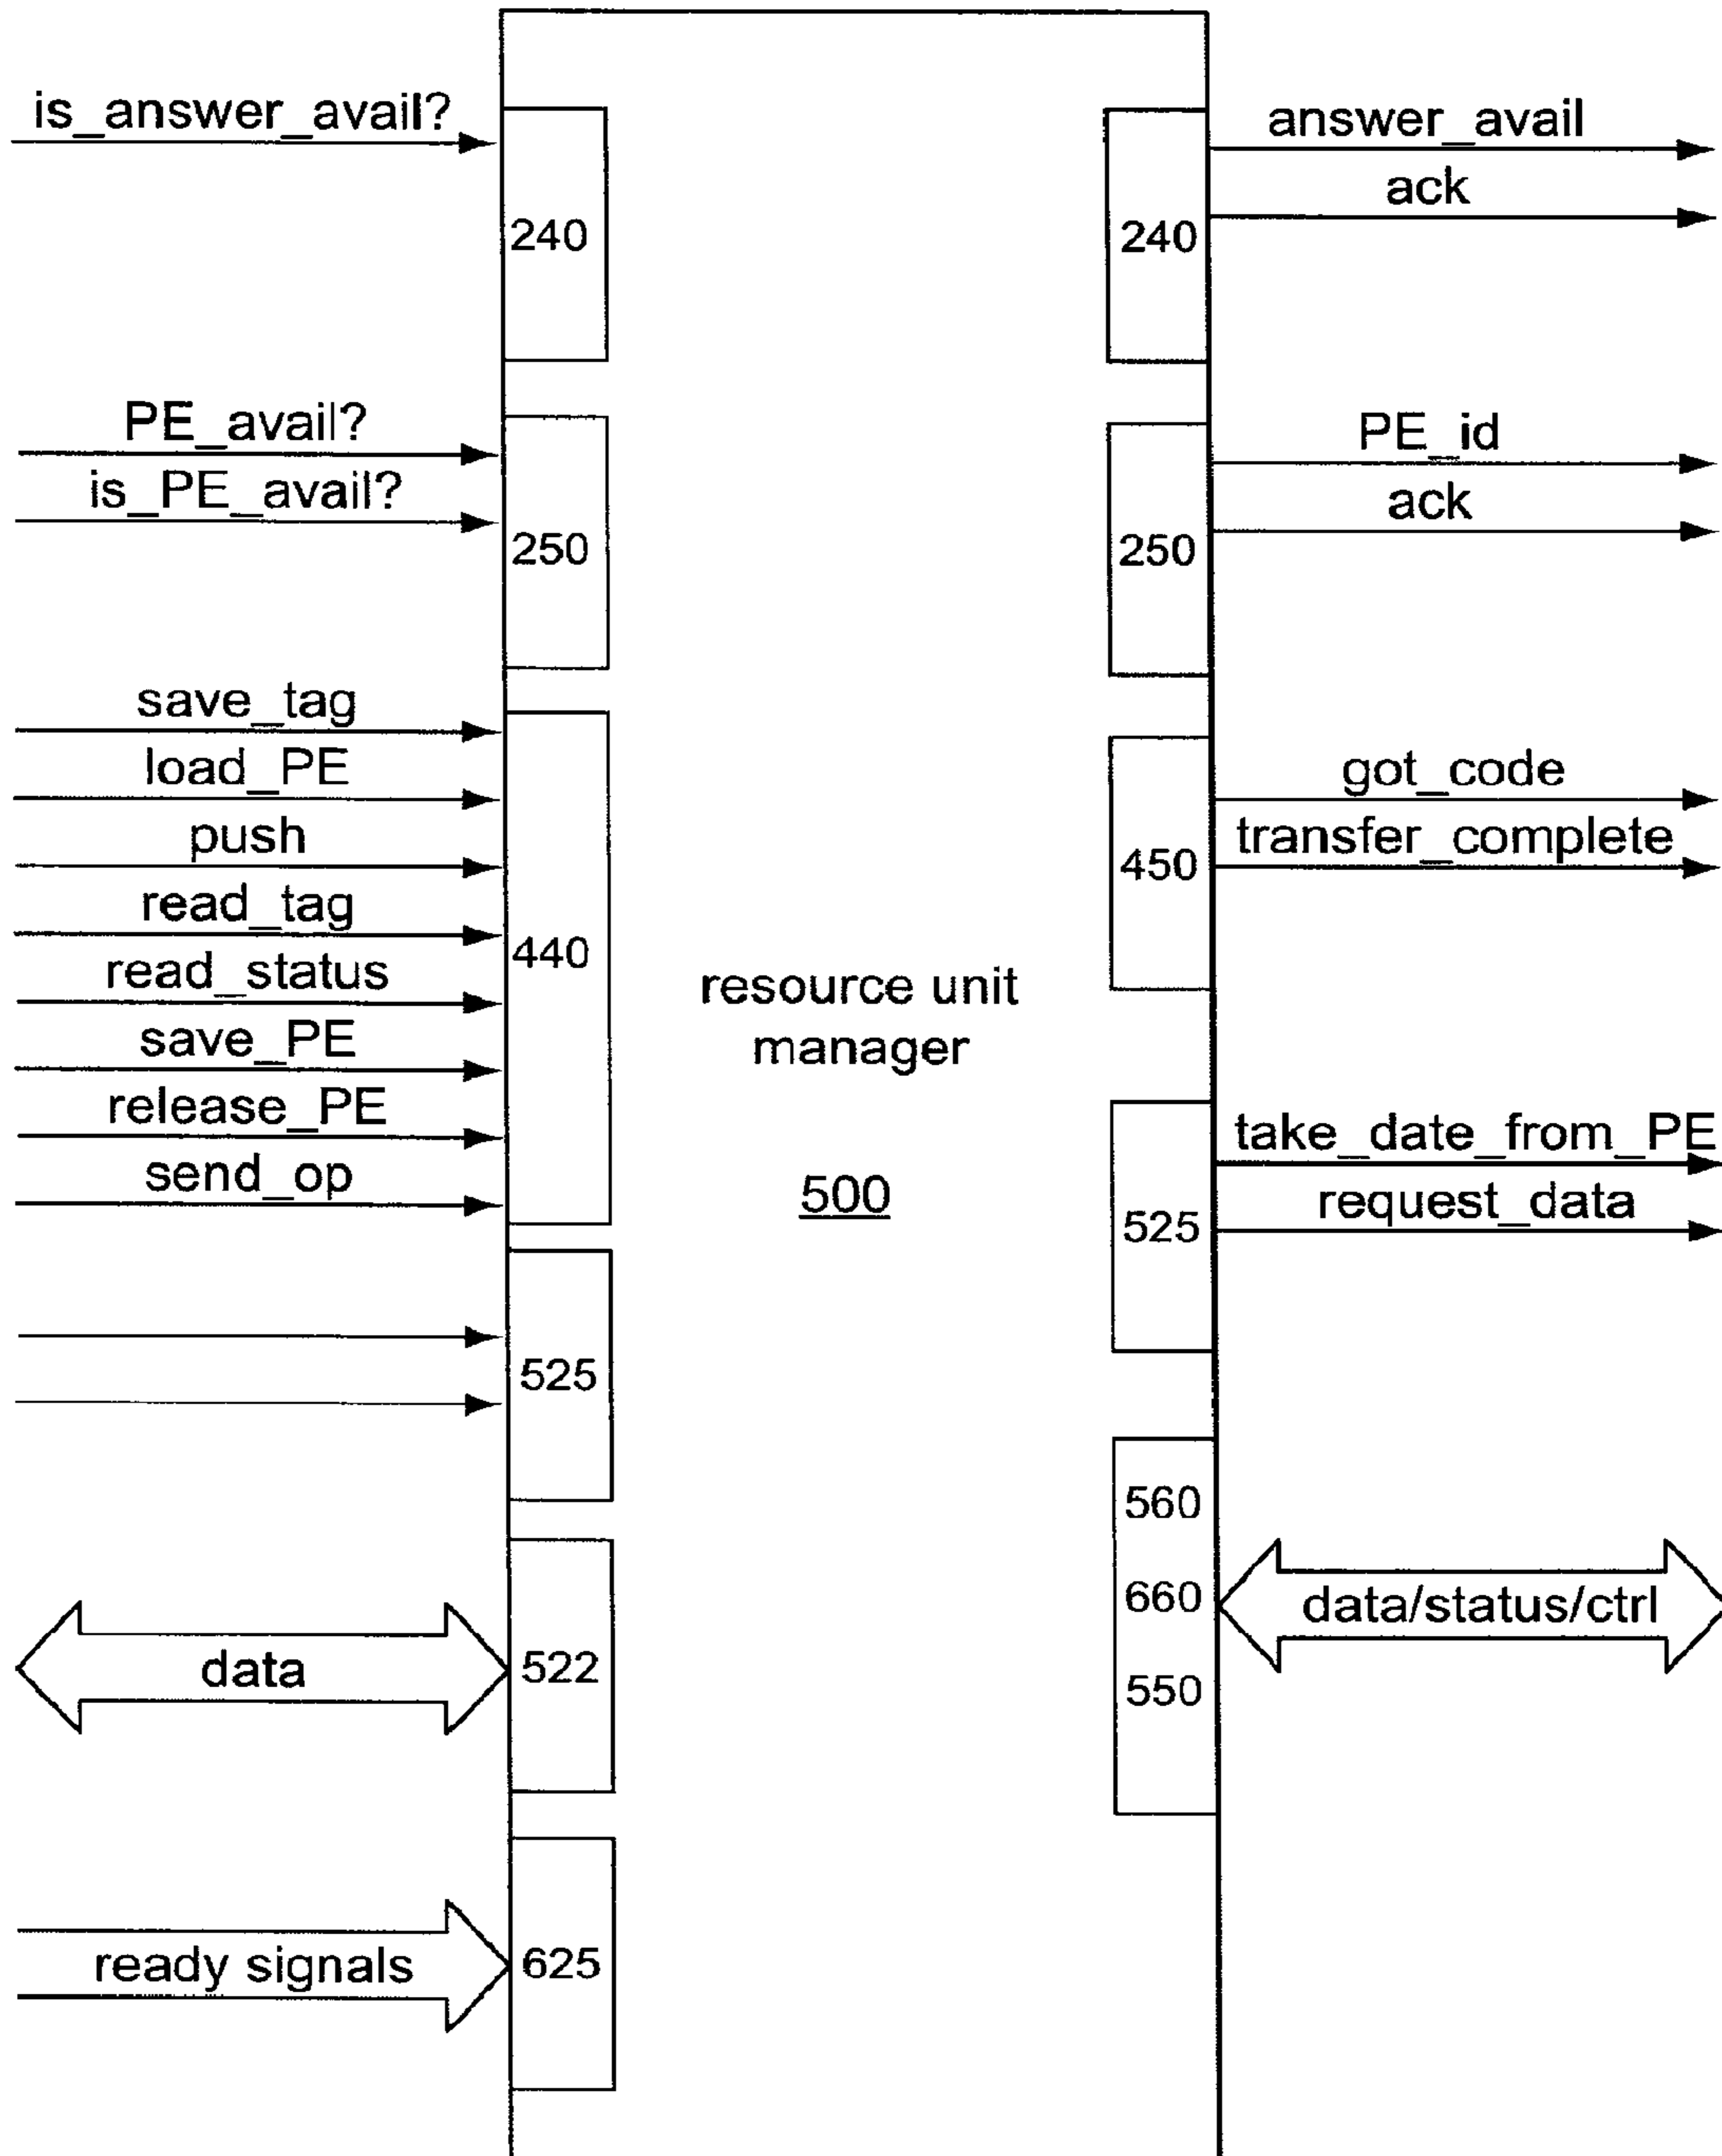 is_answer_avail?
240
PE_avail?
is_PE_avail?
250
save_tag
load_PE
push
read_tag
440
read_status
save_PE
release_PE
send_op
525
data
522
ready signals
625
resource unit
manager
500
answer_avail
ack
240
PE_id
ack
250
got_code
transfer_complete
450
take_date_from_PE
request_data
525
560
660
data/status/ctrl
550